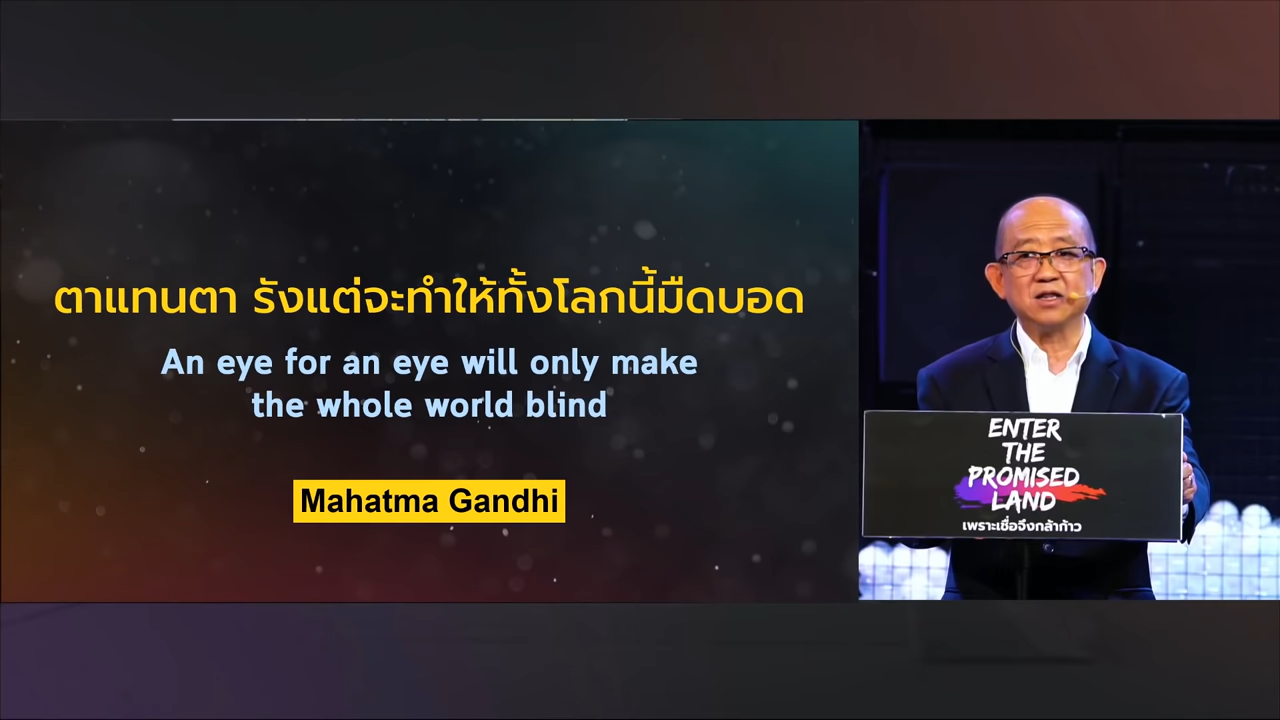 ตาแทนตา รังแต่จะทำให้ทั้งโลกนี้มืดบอด
An eye for an eye will only make
the whole world blind
Mahatma Gandhi
ENTER
THE
PROMISED
LAND
เพราะเชื่อจึงกล้าก้าว